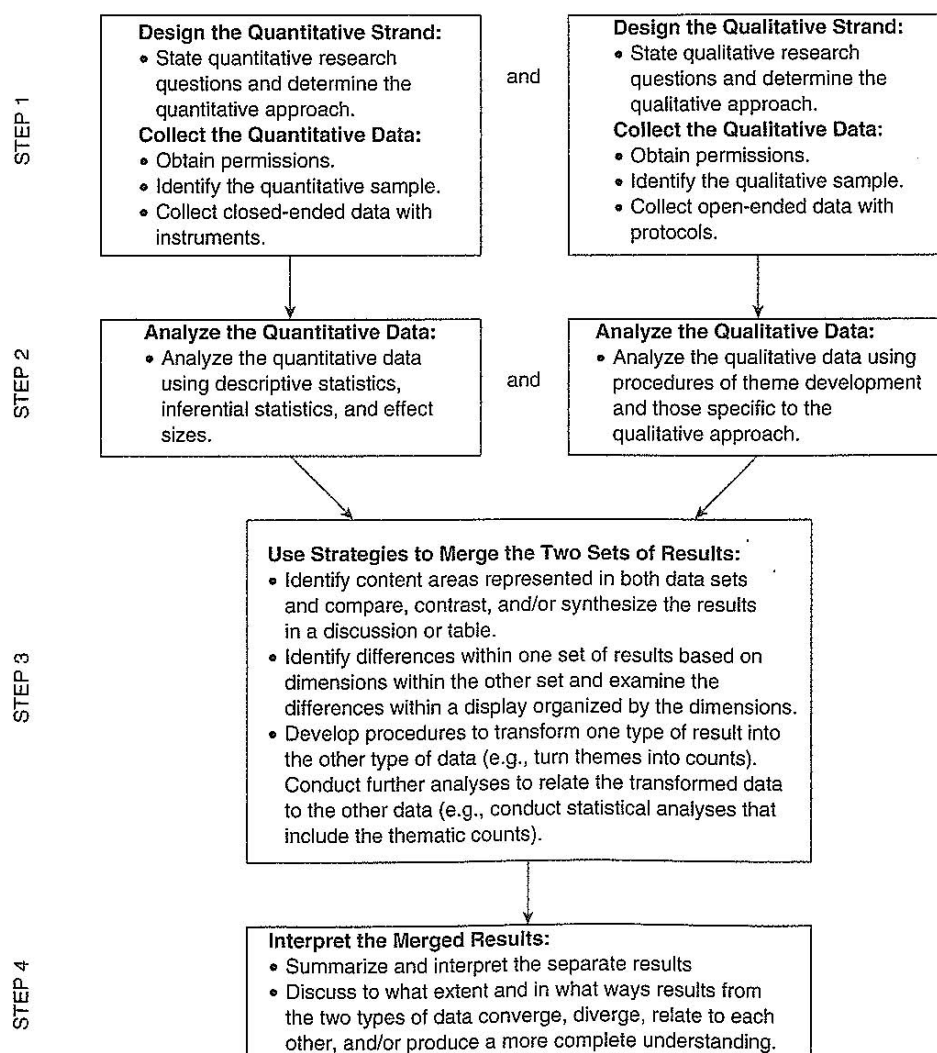 STEP 1
Design the Quantitative Strand:
• State quantitative research
questions and determine the
quantitative approach.
Collect the Quantitative Data:
• Obtain permissions.
• Identify the quantitative sample.
• Collect closed-ended data with
instruments.
and
Design the Qualitative Strand:
• State qualitative research
questions and determine the
qualitative approach.
Collect the Qualitative Data:
• Obtain permissions.
• Identify the qualitative sample.
• Collect open-ended data with
protocols.
STEP 2
Analyze the Quantitative Data:
• Analyze the quantitative data
using descriptive statistics,
inferential statistics, and effect
sizes.
and
Analyze the Qualitative Data:
• Analyze the qualitative data using
procedures of theme development
and those specific to the
qualitative approach.
STEP 3
Use Strategies to Merge the Two Sets of Results:
• Identify content areas represented in both data sets
and compare, contrast, and/or synthesize the results
in a discussion or table.
• Identify differences within one set of results based on
dimensions within the other set and examine the
differences within a display organized by the dimensions.
• Develop procedures to transform one type of result into
the other type of data (e.g., turn themes into counts).
Conduct further analyses to relate the transformed data
to the other data (e.g., conduct statistical analyses that
include the thematic counts).
STEP 4
Interpret the Merged Results:
• Summarize and interpret the separate results
• Discuss to what extent and in what ways results from
the two types of data converge, diverge, relate to each
other, and/or produce a more complete understanding.